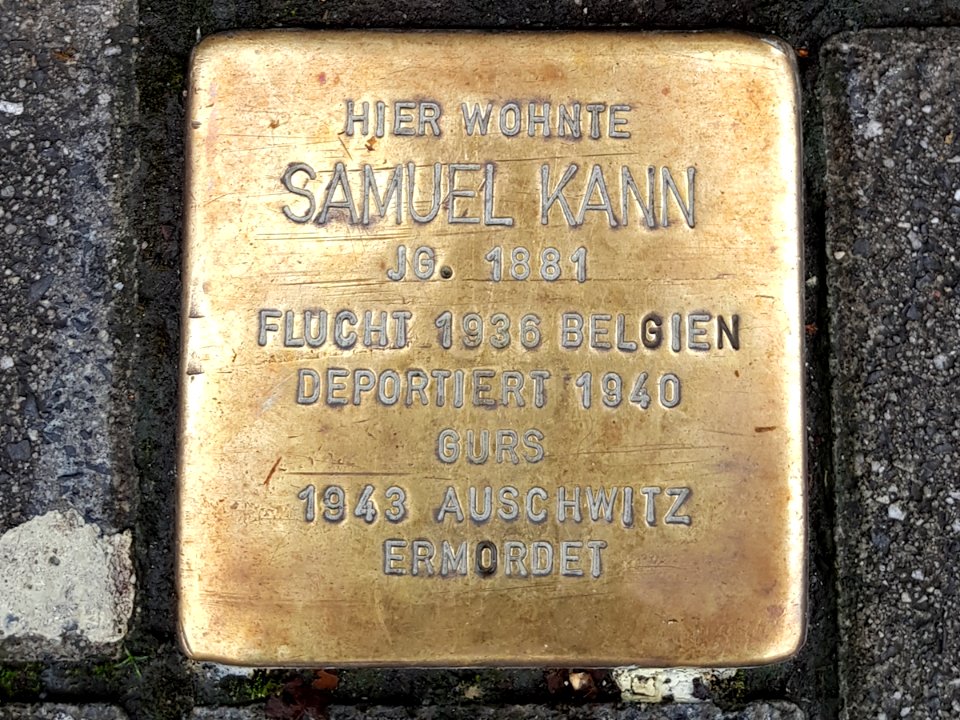 HIER WOHNTE
SAMUEL KANN
JG. 1881
FLUCHT 1936 BELGIEN
DEPORTIERT 1940
GURS
1943 AUSCHWITZ
ERMORDET